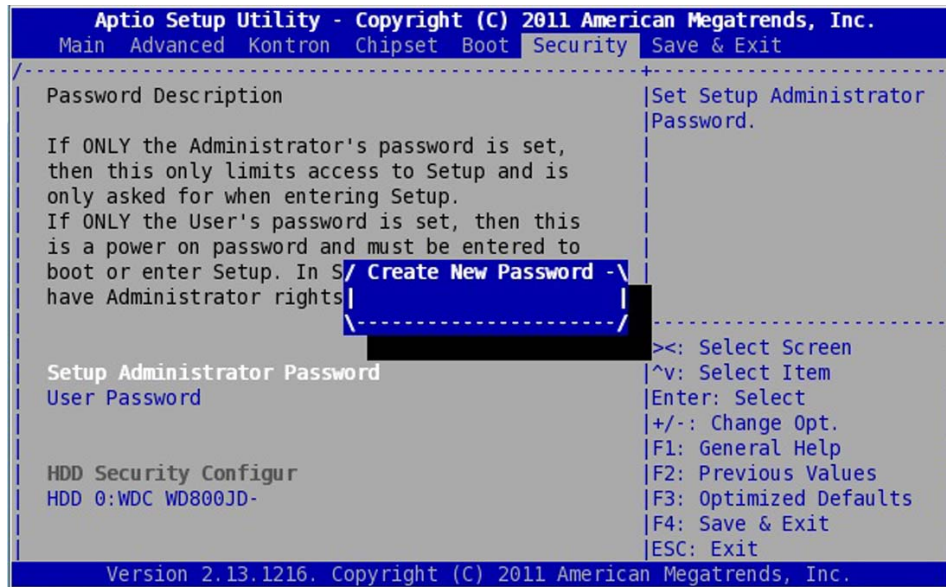 Aptio Setup Utility - Copyright (C) 2011 American Megatrends, Inc.
Main Advanced Kontron Chipset Boot Security Save & Exit
Password Description
If ONLY the Administrator's password is set,
then this only limits access to Setup and is
only asked for when entering Setup.
If ONLY the User's password is set, then this
is a power on password and must be entered to
boot or enter Setup. In S
have Administrator rights
/ Create New Password -\
Setup Administrator Password
User Password
HDD Security Configur
HDD 0:WDC WD800JD-
Set Setup Administrator
Password.
><: Select Screen
^v: Select Item
Enter: Select
+/-: Change Opt.
F1: General Help
F2: Previous Values
F3: Optimized Defaults
F4: Save & Exit
ESC: Exit
Version 2.13.1216. Copyright (C) 2011 American Megatrends, Inc.